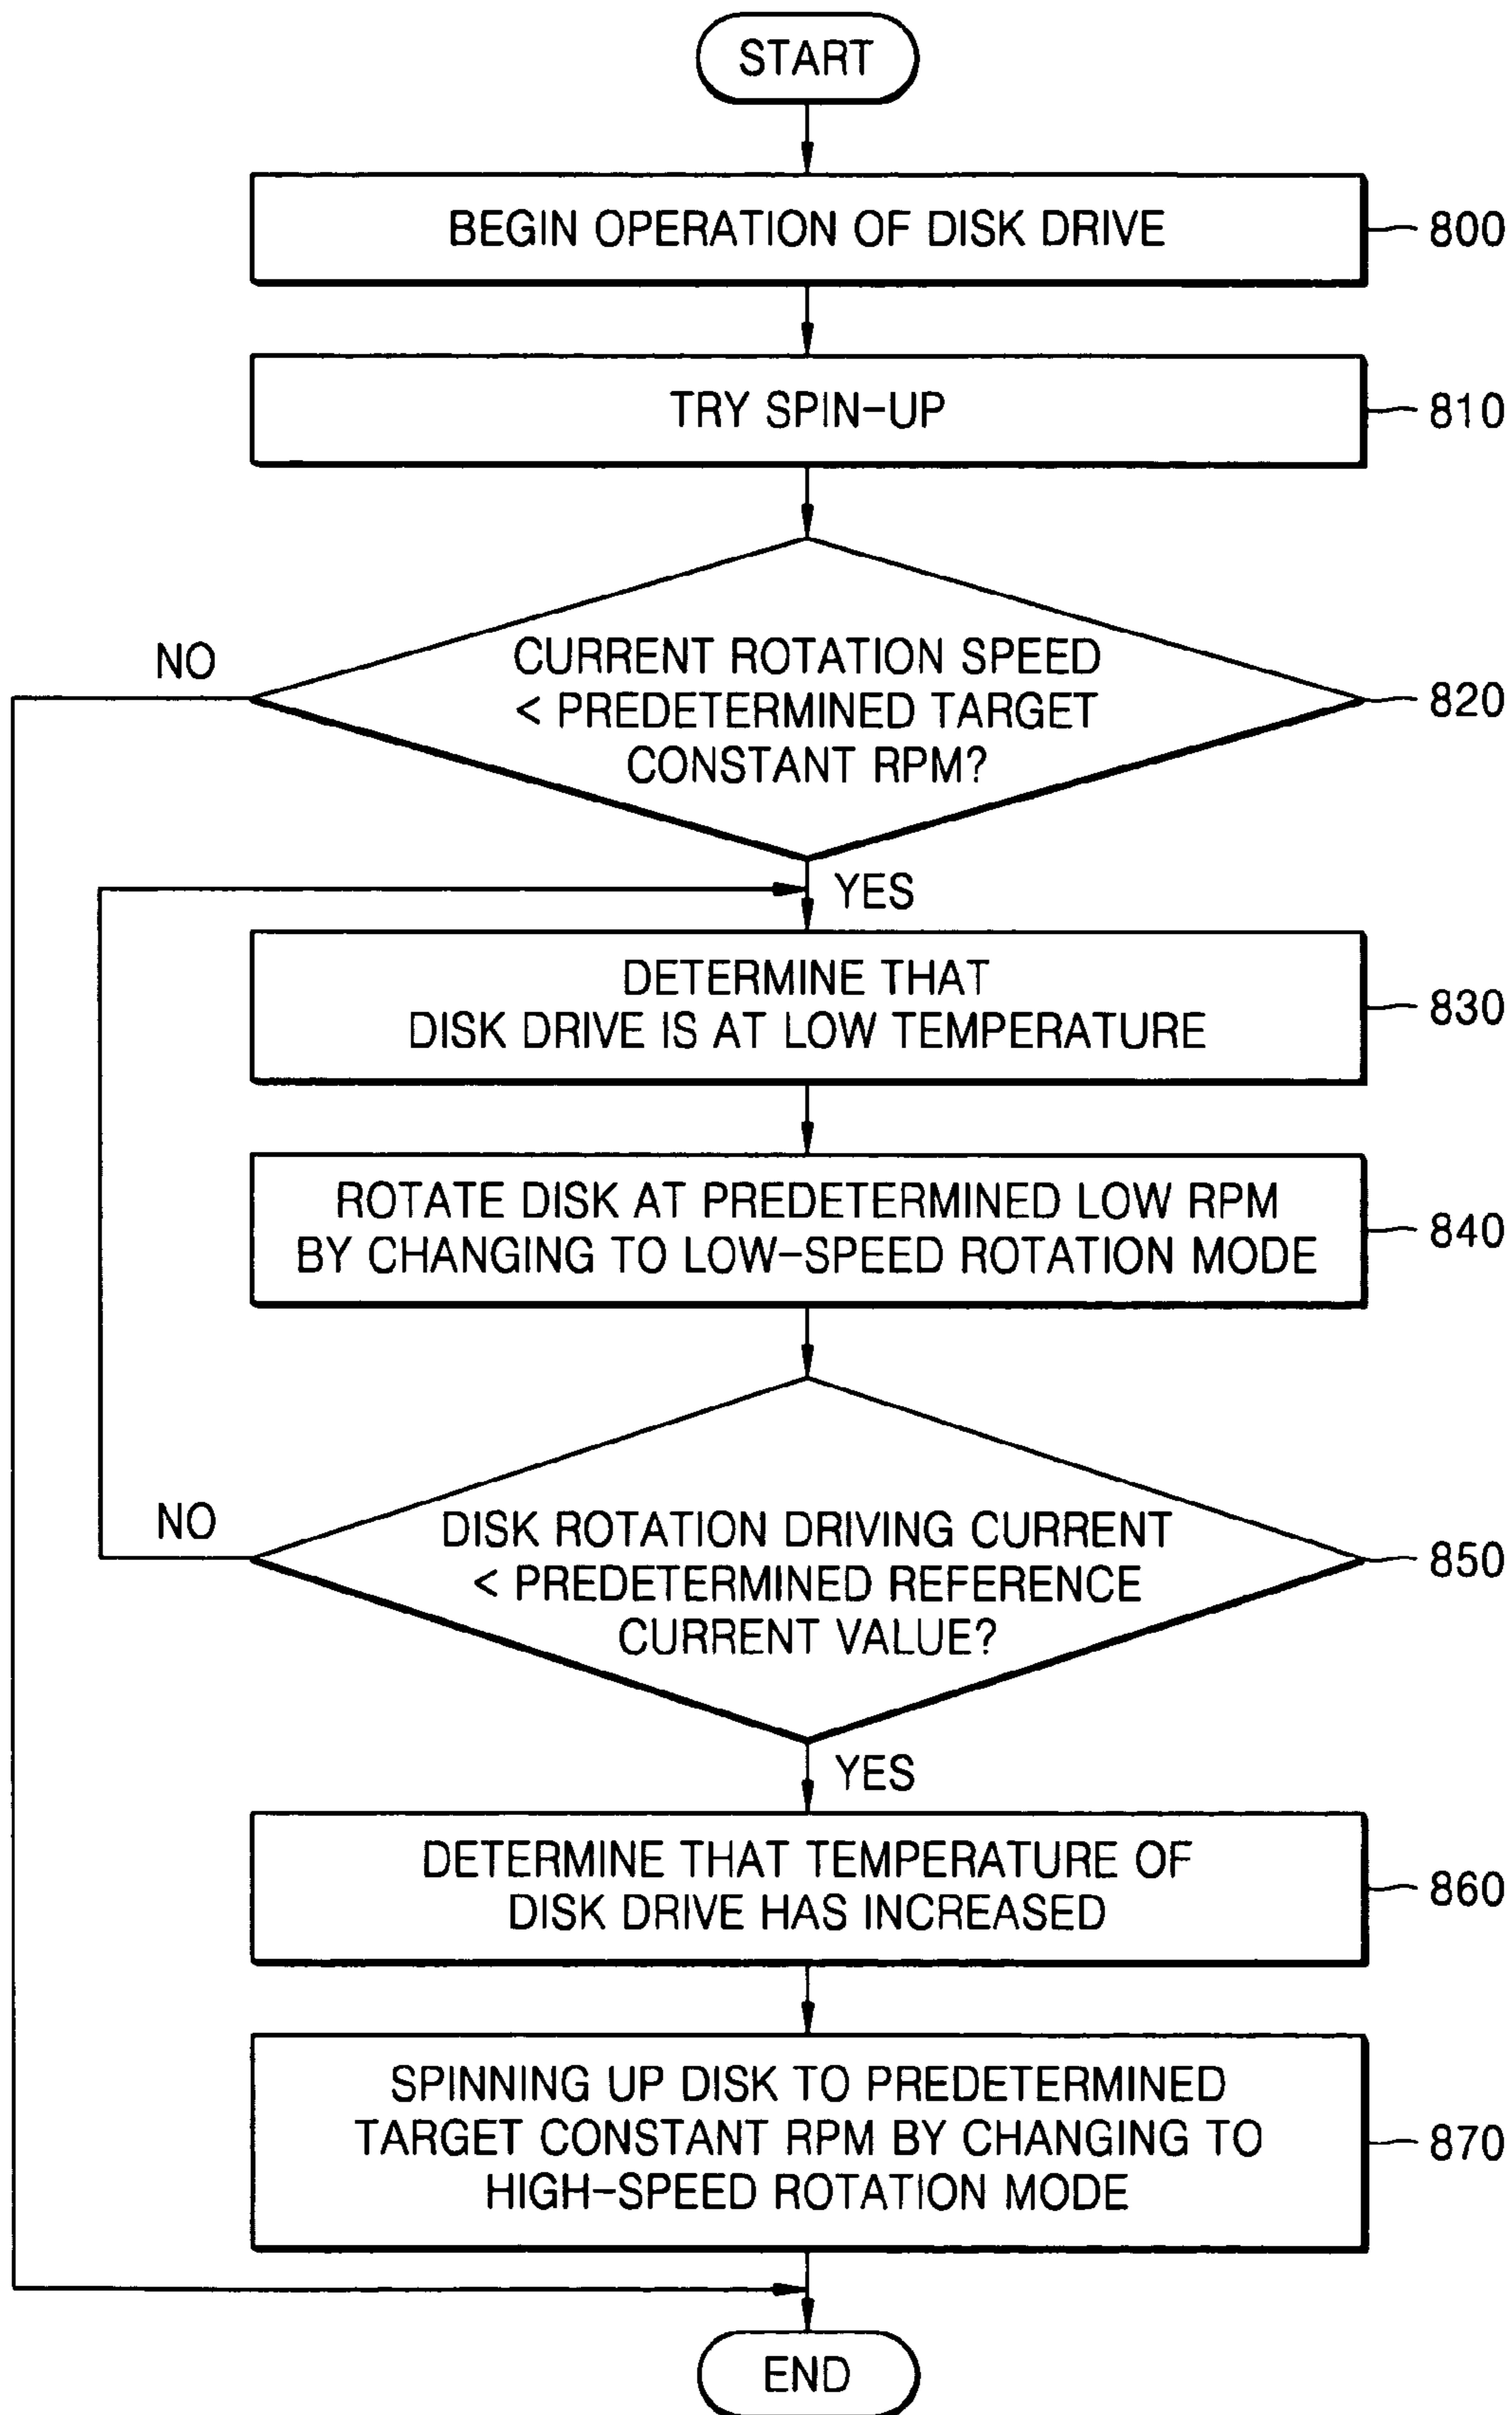 START
BEGIN OPERATION OF DISK DRIVE
800
TRY SPIN-UP
810
NO
CURRENT ROTATION SPEED
< PREDETERMINED TARGET
CONSTANT RPM?
820
YES
DETERMINE THAT
DISK DRIVE IS AT LOW TEMPERATURE
830
ROTATE DISK AT PREDETERMINED LOW RPM
BY CHANGING TO LOW-SPEED ROTATION MODE
840
NO
DISK ROTATION DRIVING CURRENT
< PREDETERMINED REFERENCE
CURRENT VALUE?
850
YES
DETERMINE THAT TEMPERATURE OF
DISK DRIVE HAS INCREASED
860
SPINNING UP DISK TO PREDETERMINED
TARGET CONSTANT RPM BY CHANGING TO
HIGH-SPEED ROTATION MODE
870
END